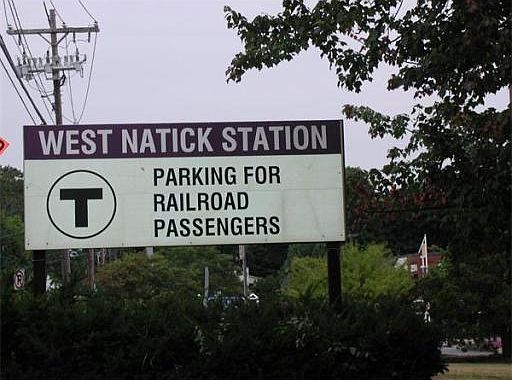 WEST NATICK STATION
T
PARKING FOR
RAILROAD
PASSENGERS